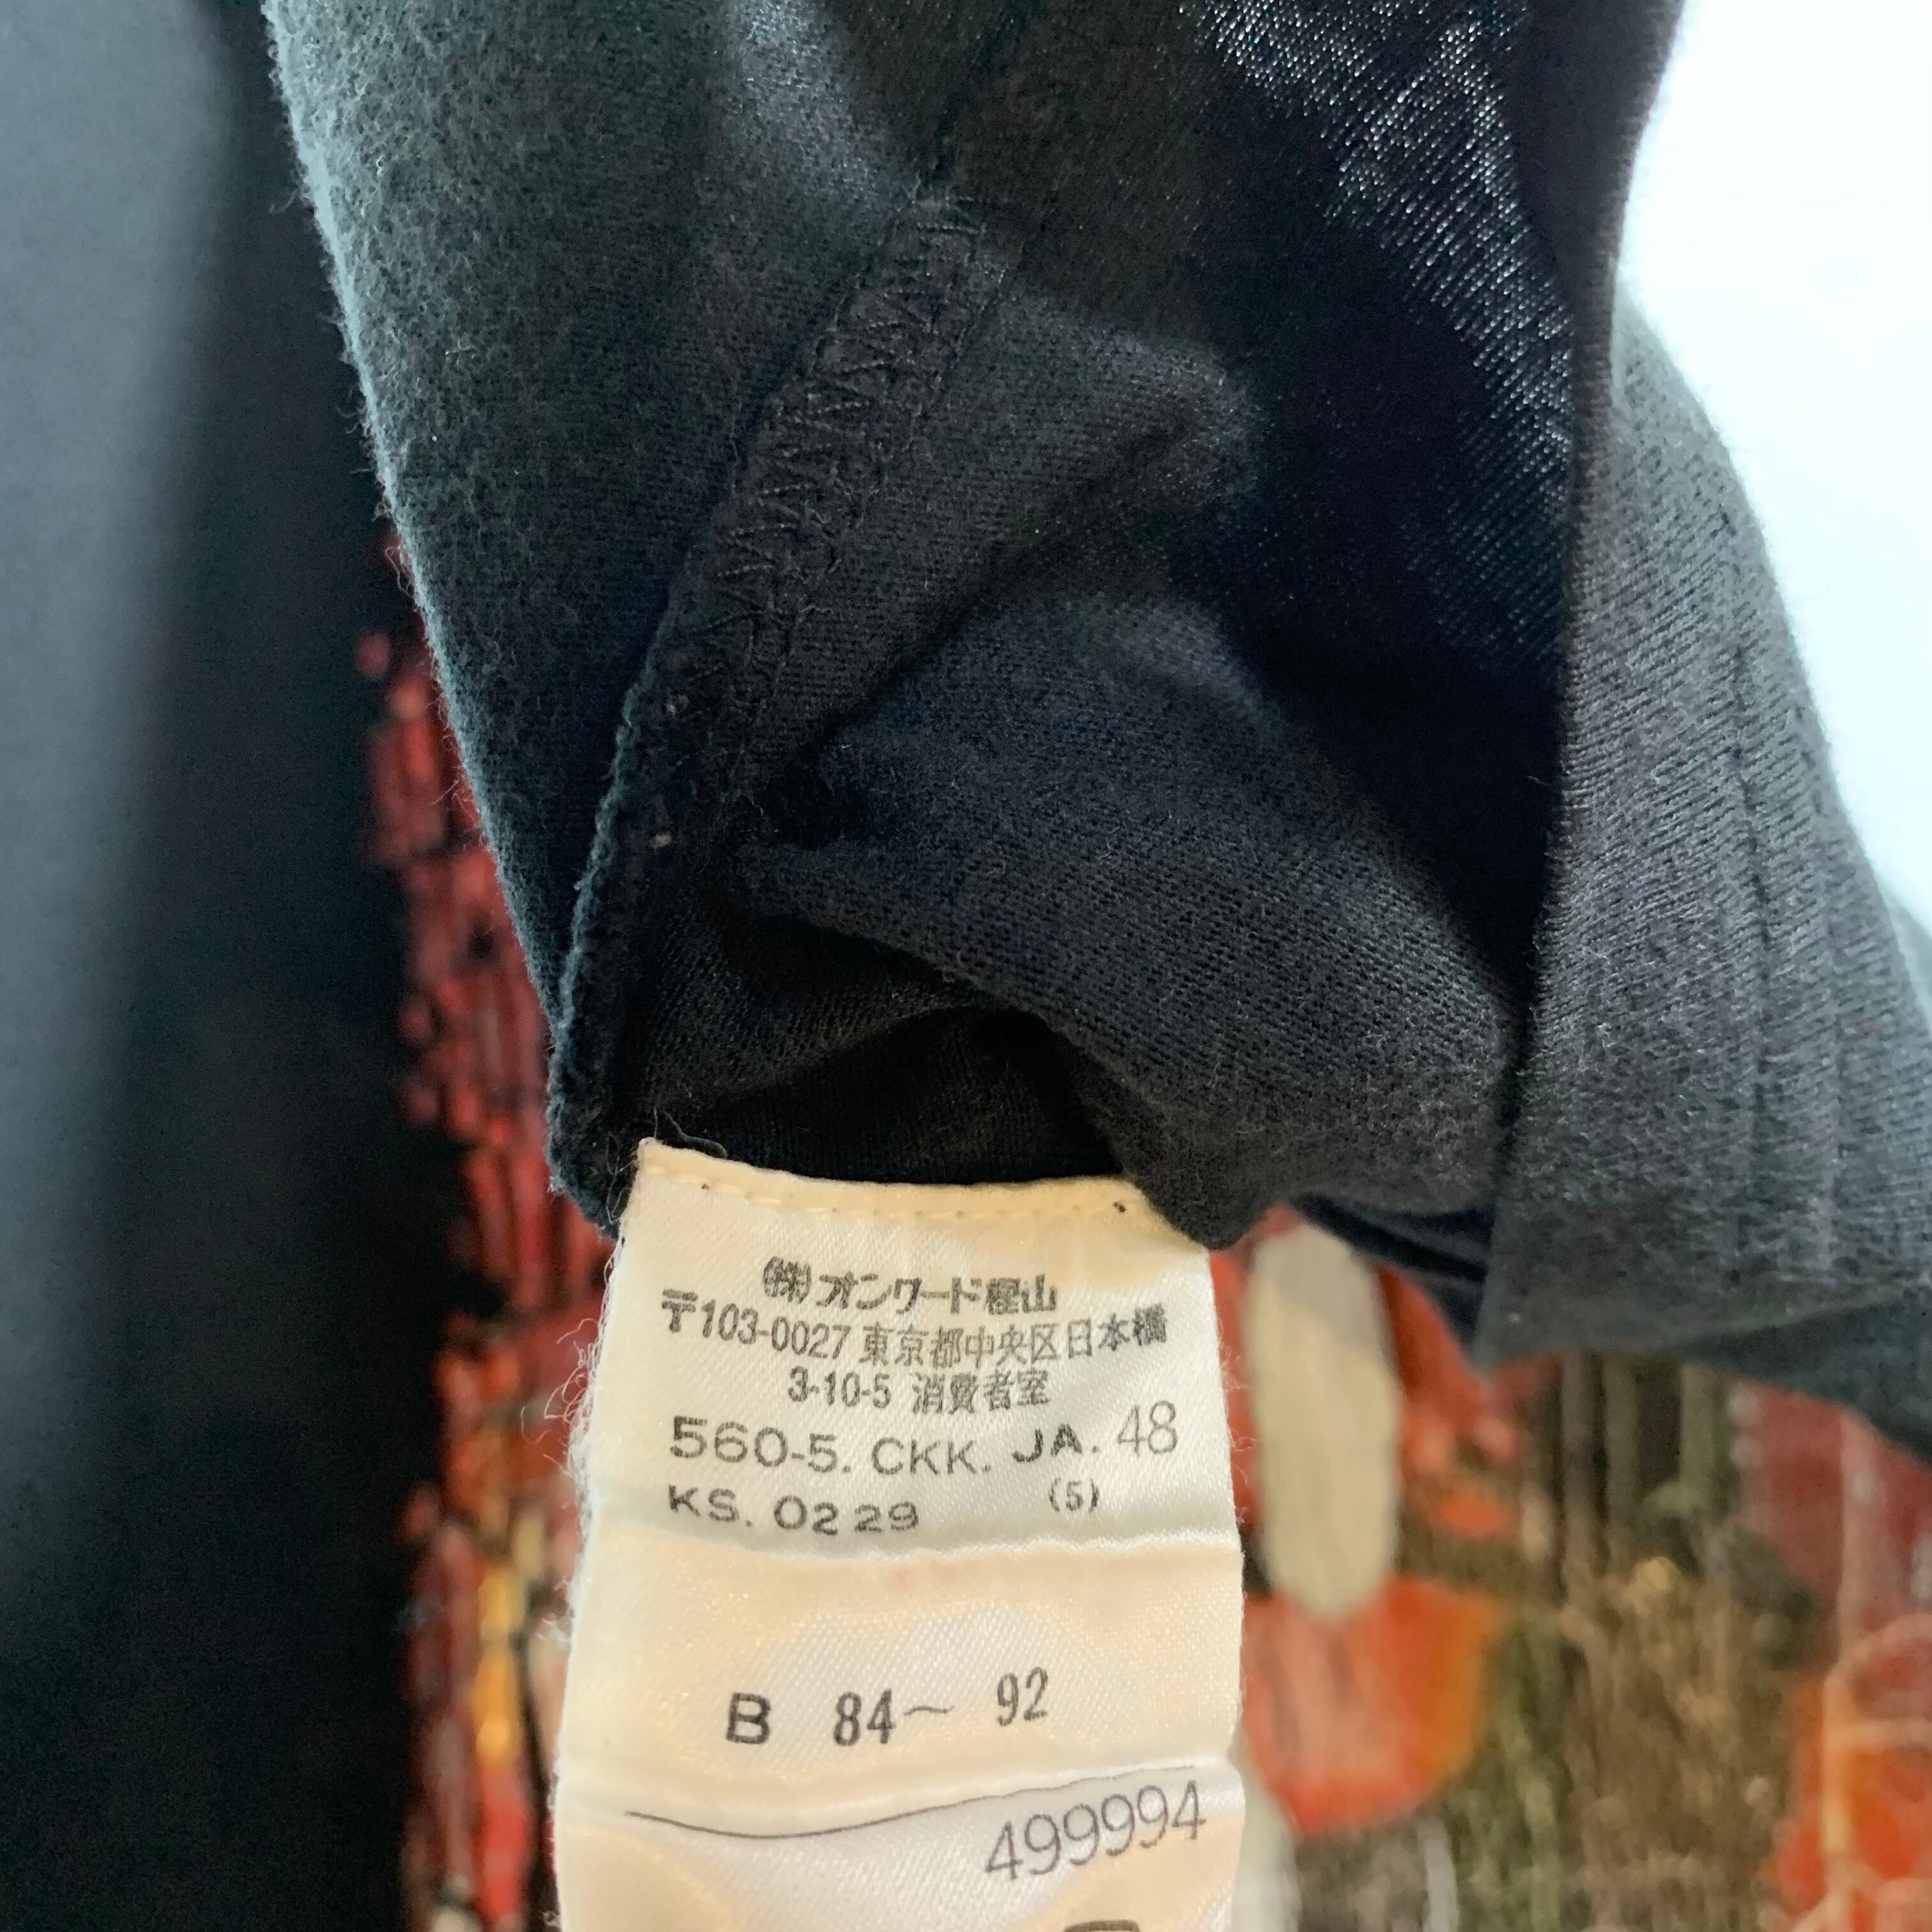 (株)オンワード樫山
〒103-0027 東京都中央区日本橋
3-10-5 消費者室
560-5. CKK. JA. 48
KS. 0229 (5)
B 84～ 92
499994